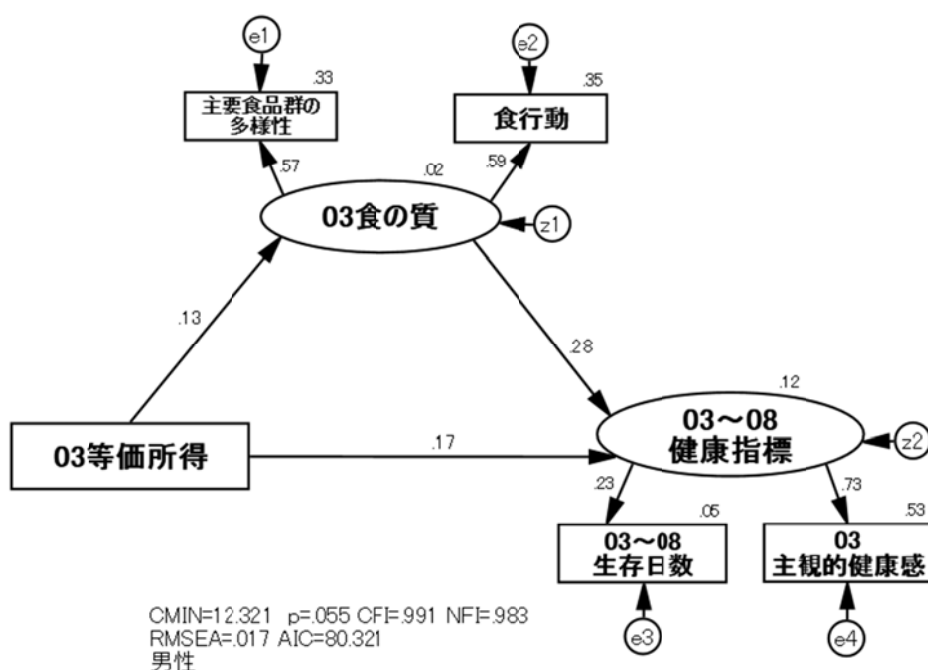 e1
e2
.33
.35
主要食品群の
多様性
食行動
.57
.59
.02
03食の質
z1
.13
.28
.12
03～08
健康指標
z2
03等価所得
.17
.23
.73
.05
.53
03～08
生存日数
03
主観的健康感
e3
e4
CMIN=12.321 p=.055 CFI=.991 NFI=.983
RMSEA=.017 AIC=80.321
男性